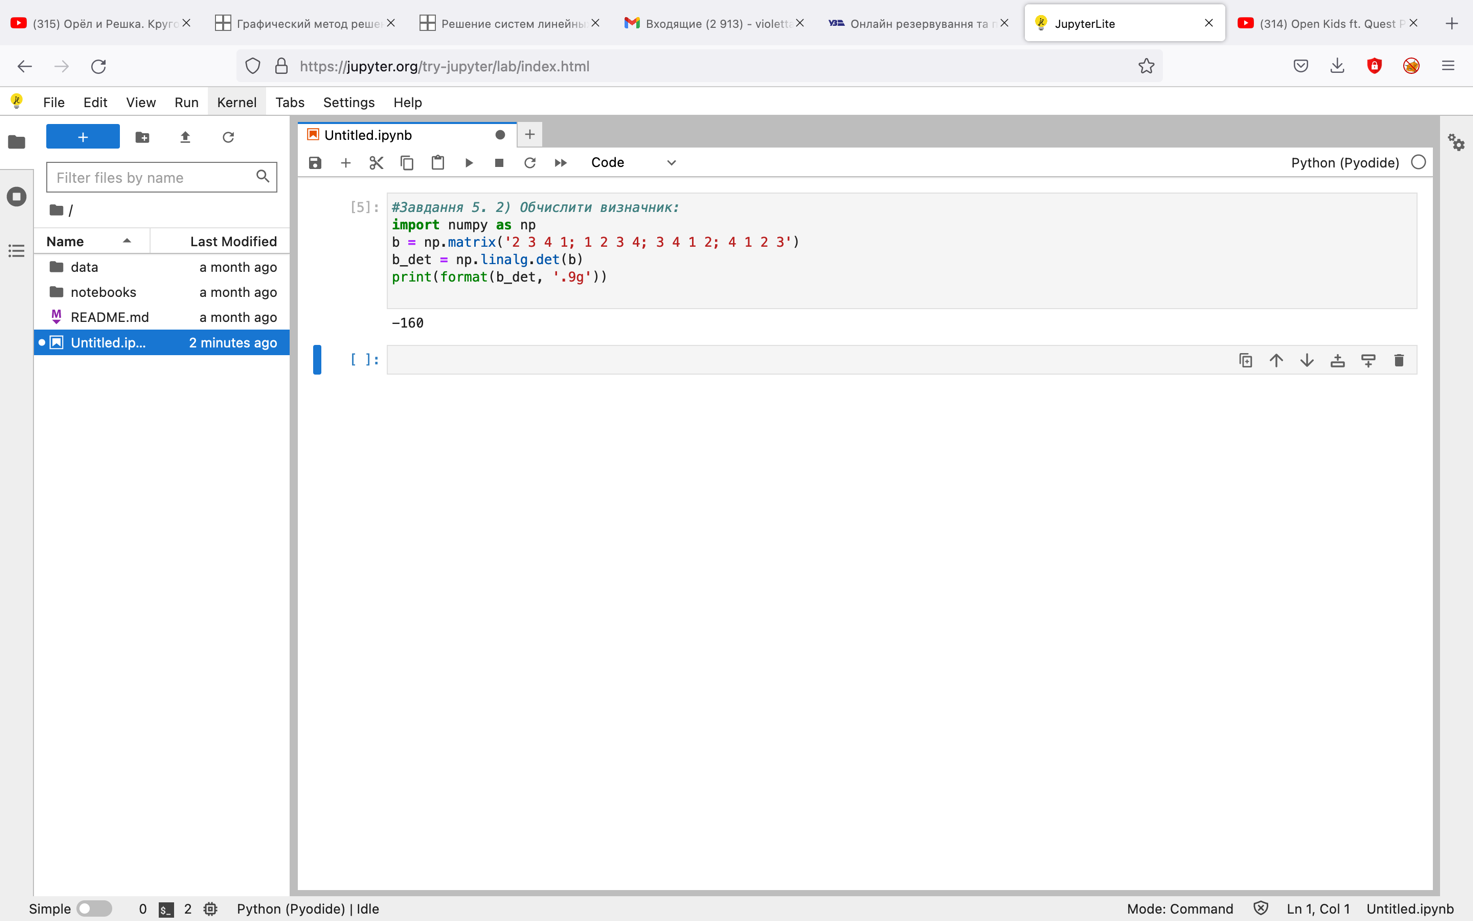 (315) Орёл и Решка. Круго
Графический метод реше
Решение систем линейны
Входящие (2 913) - violetta
УЗВ Онлайн резервування та п
JupyterLite
(314) Open Kids ft. Quest P
https://jupyter.org/try-jupyter/lab/index.html
File Edit View Run Kernel Tabs Settings Help
Untitled.ipynb
Code
Python (Pyodide)
Filter files by name
/
Name Last Modified
data a month ago
notebooks a month ago
README.md a month ago
Untitled.ip... 2 minutes ago
[5]:
#Завдання 5. 2) Обчислити визначник:
import numpy as np
b = np.matrix('2 3 4 1; 1 2 3 4; 3 4 1 2; 4 1 2 3')
b_det = np.linalg.det(b)
print(format(b_det, '.9g'))
-160
[ ]:
Simple 0 2 Python (Pyodide) | Idle Mode: Command Ln 1, Col 1 Untitled.ipynb